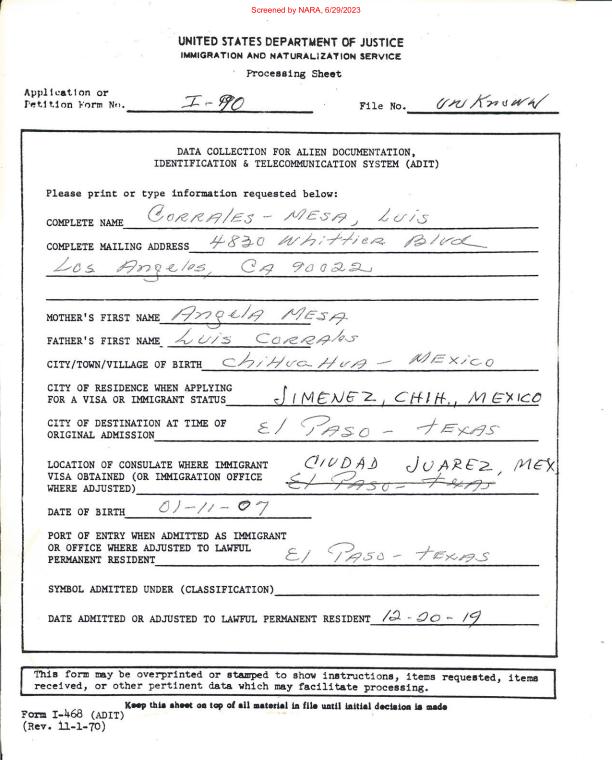 Screened by NARA, 6/29/2023
UNITED STATES DEPARTMENT OF JUSTICE
IMMIGRATION AND NATURALIZATION SERVICE
Processing Sheet
Application or
Petition Form No. I-90 File No. UNKNOWN
DATA COLLECTION FOR ALIEN DOCUMENTATION,
IDENTIFICATION & TELECOMMUNICATION SYSTEM (ADIT)
Please print or type information requested below:
COMPLETE NAME CORRAlES - MESA, Luis
COMPLETE MAILING ADDRESS 4830 Whittier Blvd
Los Angeles, CA 90022
MOTHER'S FIRST NAME Angela MESA
FATHER'S FIRST NAME Luis CORRAles
CITY/TOWN/VILLAGE OF BIRTH ChiHuaHua - MEXICO
CITY OF RESIDENCE WHEN APPLYING
FOR A VISA OR IMMIGRANT STATUS JIMENEZ, CHIH., MEXICO
CITY OF DESTINATION AT TIME OF
ORIGINAL ADMISSION El PASO - TEXAS
LOCATION OF CONSULATE WHERE IMMIGRANT CIUDAD JUAREZ, MEX
VISA OBTAINED (OR IMMIGRATION OFFICE
WHERE ADJUSTED) El PASO - TEXAS
DATE OF BIRTH 01-11-07
PORT OF ENTRY WHEN ADMITTED AS IMMIGRANT
OR OFFICE WHERE ADJUSTED TO LAWFUL
PERMANENT RESIDENT El PASO - TEXAS
SYMBOL ADMITTED UNDER (CLASSIFICATION)
DATE ADMITTED OR ADJUSTED TO LAWFUL PERMANENT RESIDENT 12-20-19
This form may be overprinted or stamped to show instructions, items requested, items
received, or other pertinent data which may facilitate processing.
Keep this sheet on top of all material in file until initial decision is made
Form I-468 (ADIT)
(Rev. 11-1-70)